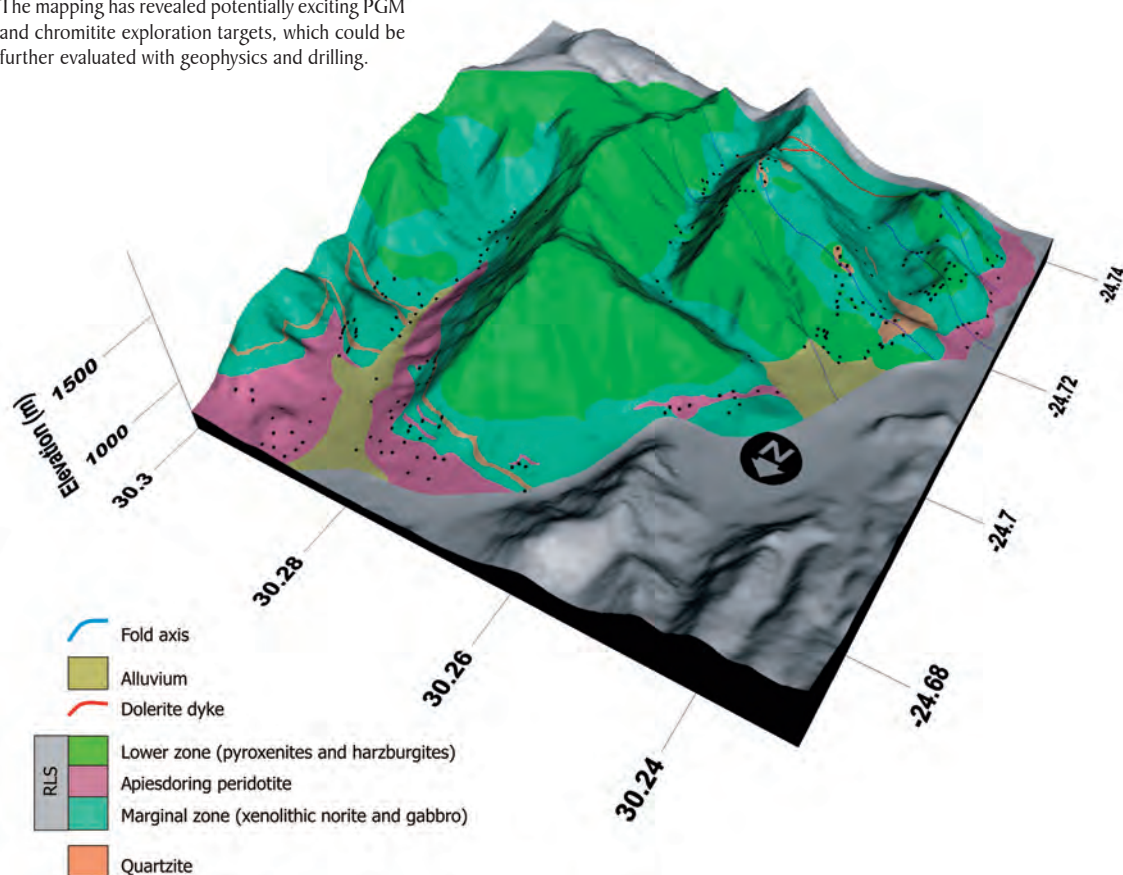 The mapping has revealed potentially exciting PGM
and chromitite exploration targets, which could be
further evaluated with geophysics and drilling.
Elevation (m)
1500
1000
30.3
30.28
30.26
30.24
-24.74
-24.72
-24.7
-24.68
N
Fold axis
Alluvium
Dolerite dyke
RLS
Lower zone (pyroxenites and harzburgites)
Apiesdoring peridotite
Marginal zone (xenolithic norite and gabbro)
Quartzite